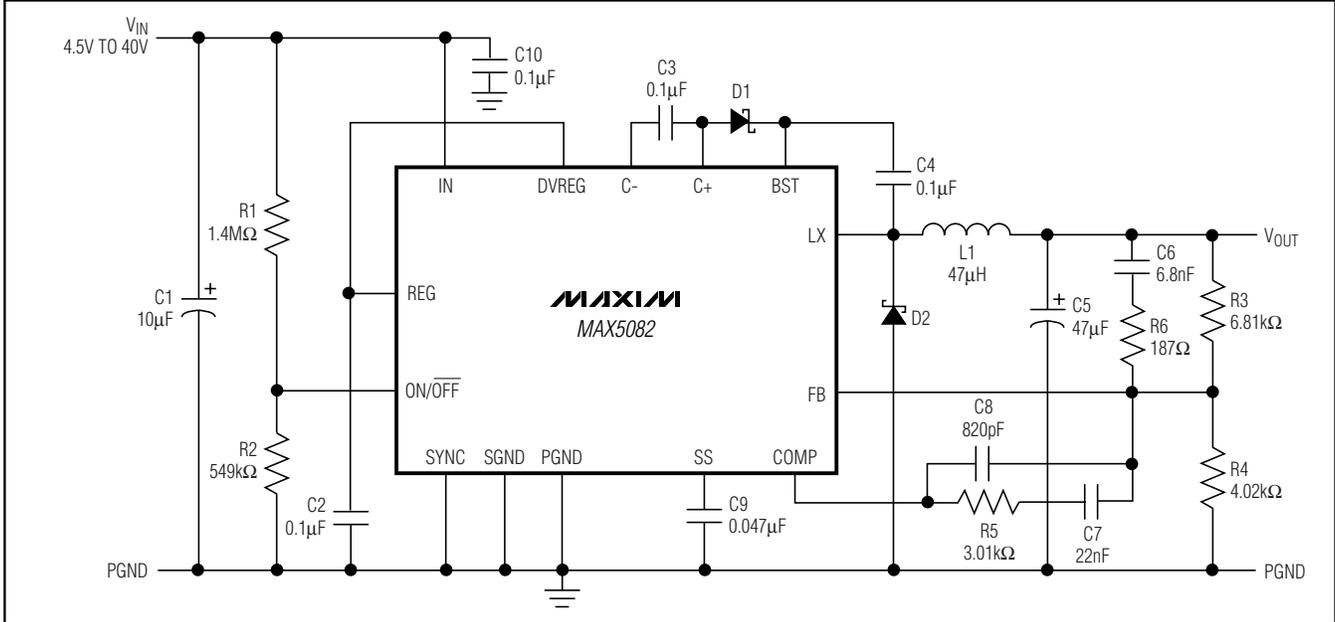 V_IN
4.5V TO 40V
C10
0.1µF
C3
0.1µF
D1
C4
0.1µF
IN
DVREG
C-
C+
BST
R1
1.4MΩ
LX
V_OUT
L1
47µH
C6
6.8nF
REG
C1
10µF
+
MAXIM
MAX5082
D2
+
C5
47µF
R6
187Ω
R3
6.81kΩ
ON/OFF
FB
R2
549kΩ
SYNC
SGND
PGND
SS
COMP
C8
820pF
R4
4.02kΩ
C2
0.1µF
C9
0.047µF
R5
3.01kΩ
C7
22nF
PGND
PGND